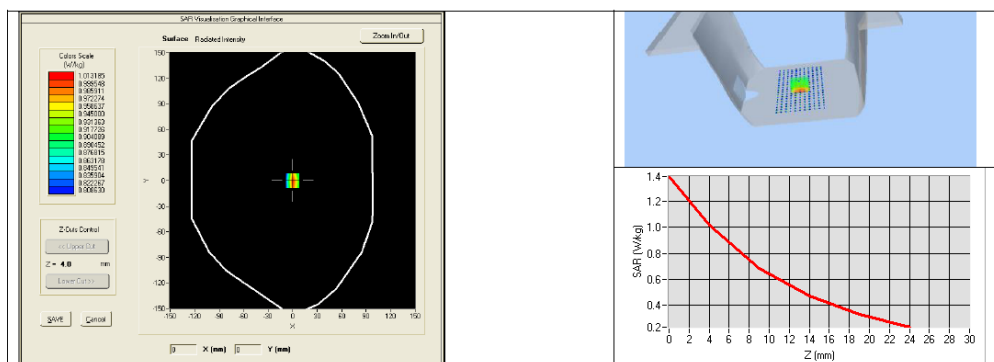 SAR Visualisation Graphical Interface
Surface Radiated Intensity
Zoom In/Out
Colors Scale
(W/kg)
1.013185
0.999548
0.985911
0.972274
0.958637
0.945000
0.931363
0.917726
0.904089
0.890452
0.876815
0.863178
0.849541
0.835904
0.822267
0.808630
Z-Cuts Control
<< Upper Cut
Z = 4.0 mm
Lower Cut >>
SAVE Cancel
150
120
90
60
30
0
-30
-60
-90
-120
-150
Y
-150 -120 -90 -60 -30 0 30 60 90 120 150
X
0 X (mm) 0 Y (mm)
1.4
1.2
1.0
0.8
0.6
0.4
0.2
SAR (W/kg)
0 2 4 6 8 10 12 14 16 18 20 22 24 26 28 30
Z (mm)